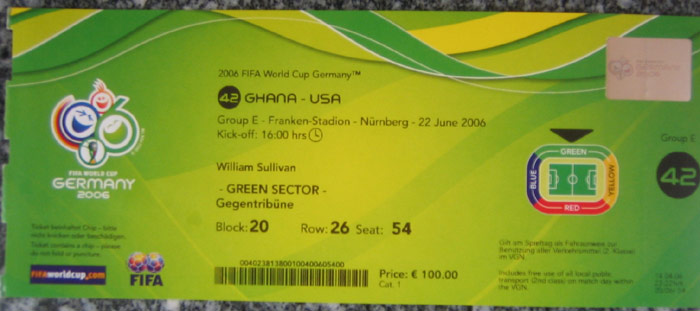 2006 FIFA World Cup Germany™
42 GHANA - USA
Group E - Franken-Stadion - Nürnberg - 22 June 2006
Kick-off: 16:00 hrs
William Sullivan
- GREEN SECTOR -
Gegentribüne
Block: 20 Row: 26 Seat: 54
00402381380010040040054000
Price: € 100.00
Cat. 1
FIFA WORLD CUP
GERMANY
2006
Ticket beinhaltet Chip – bitte
nicht knicken oder beschädigen.
Ticket contains a chip – please
do not fold or puncture.
fifaworldcup.com
FIFA
GREEN
BLUE
YELLOW
RED
Group E
42
Gilt am Spieltag als Fahrausweis zur
Benutzung aller Verkehrsmittel (2. Klasse)
im VGN.
Includes free use of all local public
transport (2nd class) on match day within
the VGN.